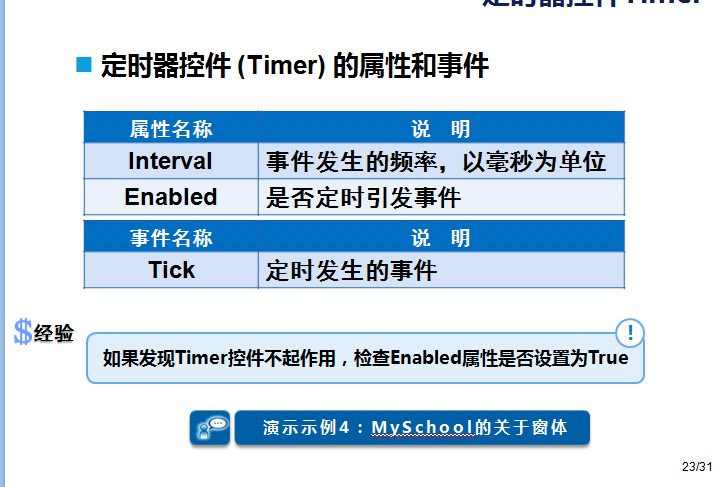 定时器控件Timer
定时器控件 (Timer) 的属性和事件
属性名称 说 明
Interval 事件发生的频率，以毫秒为单位
Enabled 是否定时引发事件
事件名称 说 明
Tick 定时发生的事件
$经验
!
如果发现Timer控件不起作用，检查Enabled属性是否设置为True
演示示例4：MySchool的关于窗体
23/31